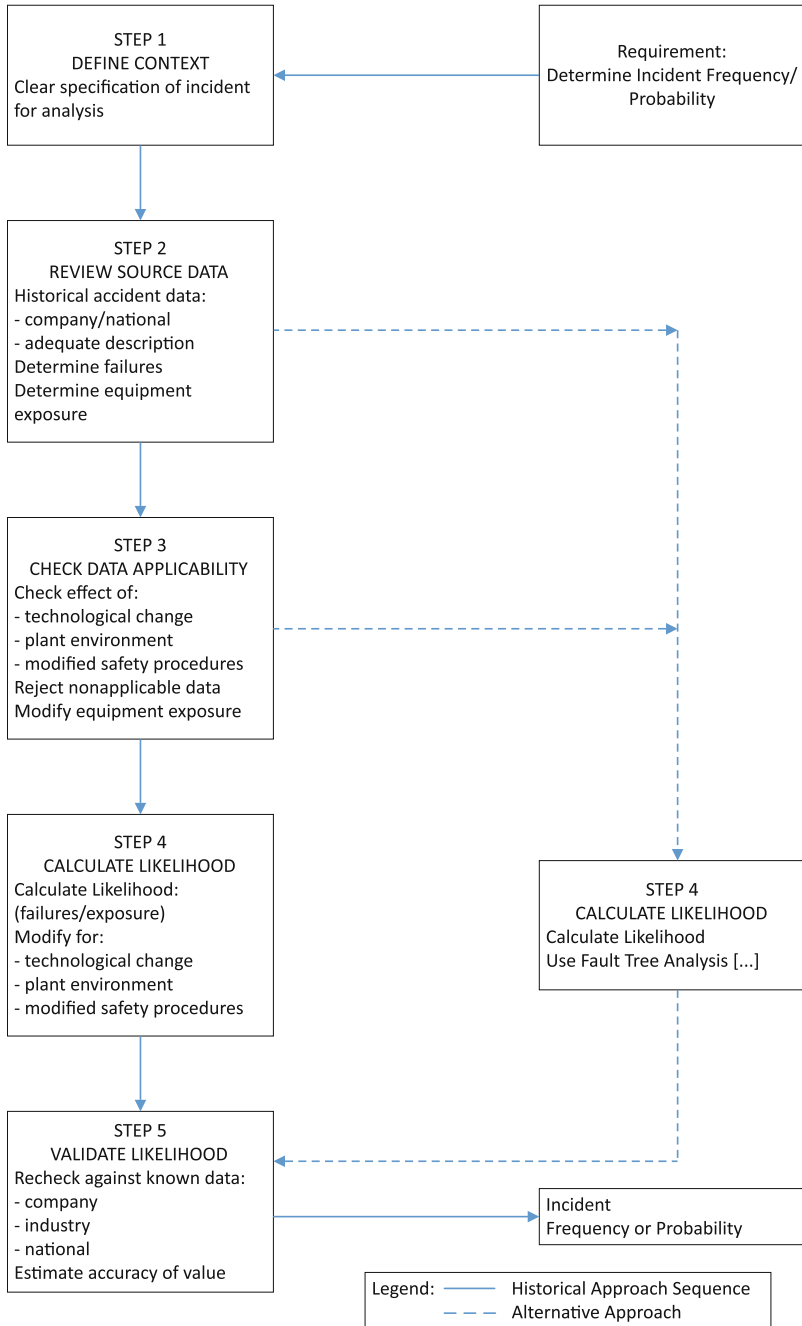 STEP 1
DEFINE CONTEXT
Clear specification of incident
for analysis
Requirement:
Determine Incident Frequency/
Probability
STEP 2
REVIEW SOURCE DATA
Historical accident data:
- company/national
- adequate description
Determine failures
Determine equipment
exposure
STEP 3
CHECK DATA APPLICABILITY
Check effect of:
- technological change
- plant environment
- modified safety procedures
Reject nonapplicable data
Modify equipment exposure
STEP 4
CALCULATE LIKELIHOOD
Calculate Likelihood:
(failures/exposure)
Modify for:
- technological change
- plant environment
- modified safety procedures
STEP 4
CALCULATE LIKELIHOOD
Calculate Likelihood
Use Fault Tree Analysis [...]
STEP 5
VALIDATE LIKELIHOOD
Recheck against known data:
- company
- industry
- national
Estimate accuracy of value
Incident
Frequency or Probability
Legend: Historical Approach Sequence
Alternative Approach